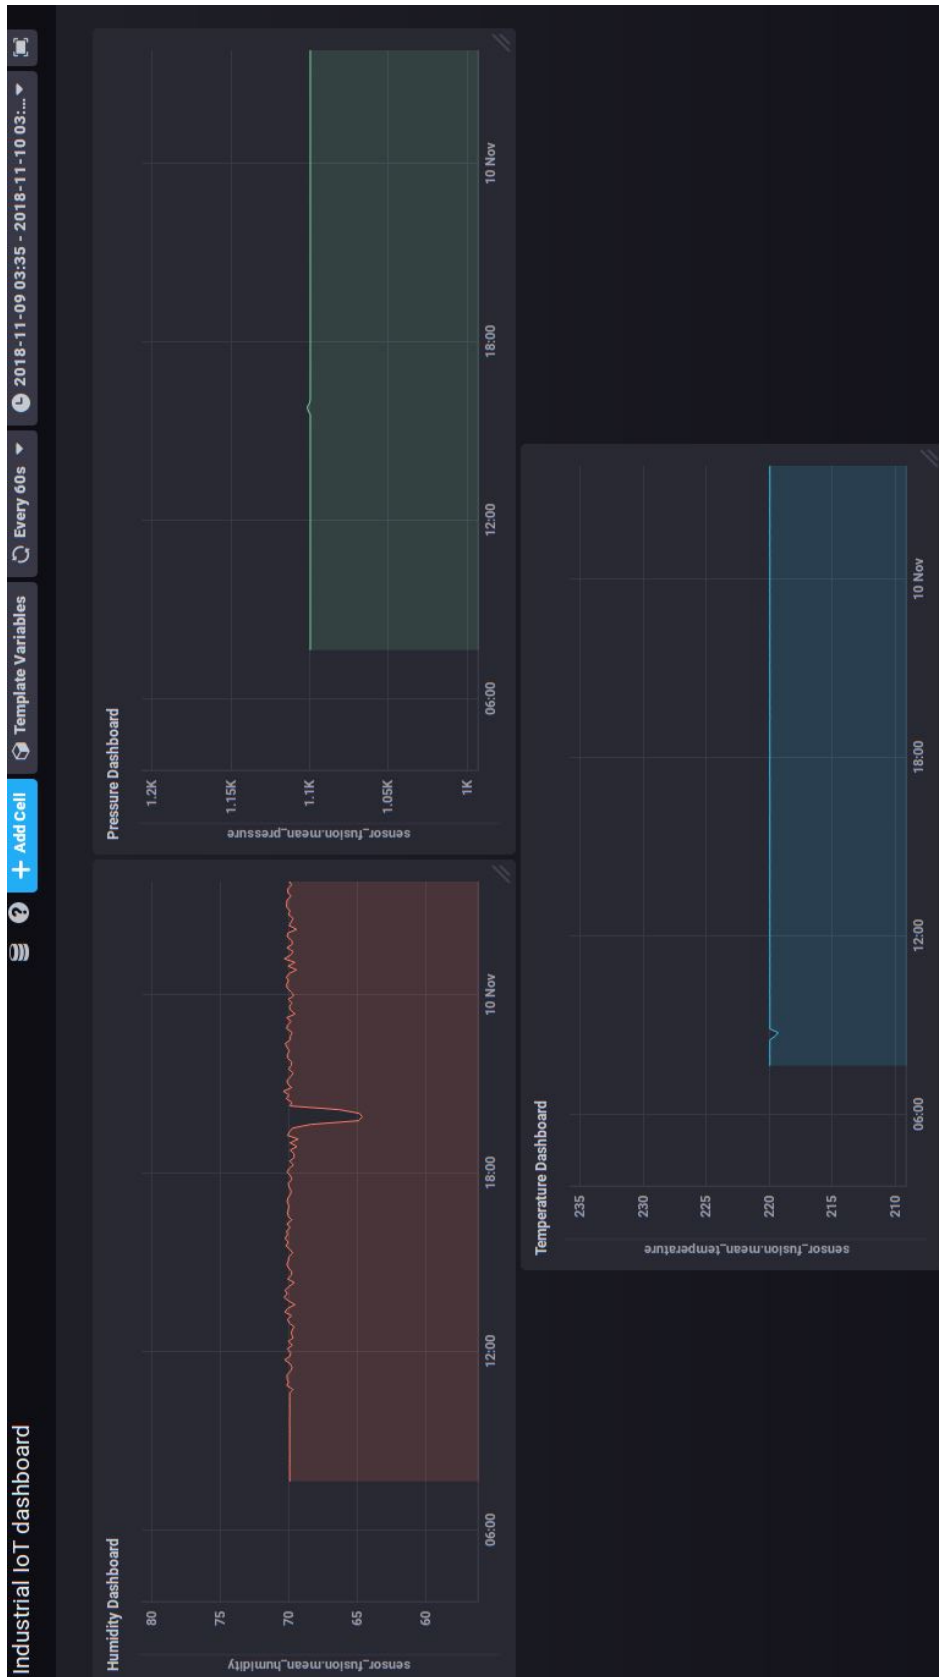 Industrial IoT dashboard
?
+ Add Cell
Template Variables
Every 60s
2018-11-09 03:35 - 2018-11-10 03:...
Humidity Dashboard
sensor_fusion.mean_humidity
80
75
70
65
60
06:00
12:00
18:00
10 Nov
Pressure Dashboard
sensor_fusion.mean_pressure
1.2K
1.15K
1.1K
1.05K
1K
06:00
12:00
18:00
10 Nov
Temperature Dashboard
sensor_fusion.mean_temperature
235
230
225
220
215
210
06:00
12:00
18:00
10 Nov